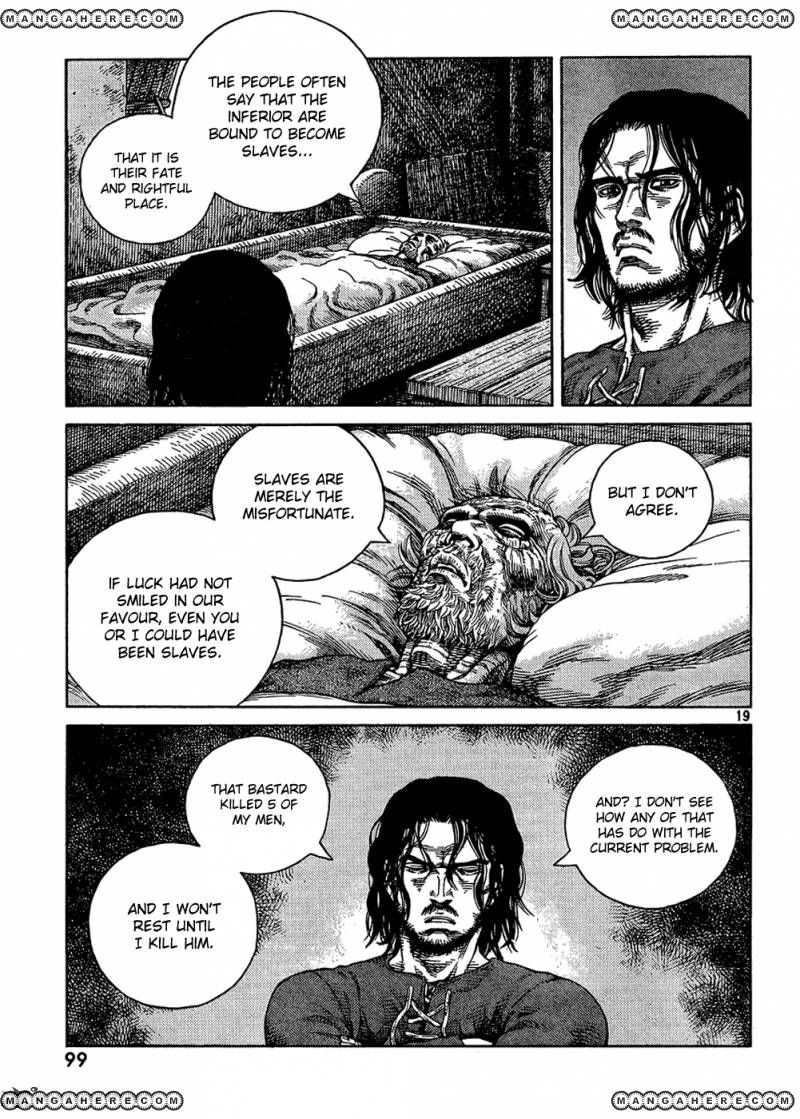 MANGAHERE.COM
MANGAHERE.COM
BUT I DON'T
AGREE.
THE PEOPLE OFTEN
SAY THAT THE
INFERIOR ARE
BOUND TO BECOME
SLAVES...
THAT IT IS
THEIR FATE
AND RIGHTFUL
PLACE.
SLAVES ARE
MERELY THE
MISFORTUNATE.
IF LUCK HAD NOT
SMILED IN OUR
FAVOUR, EVEN YOU
OR I COULD HAVE
BEEN SLAVES.
19
AND? I DON'T SEE
HOW ANY OF THAT
HAS DO WITH THE
CURRENT PROBLEM.
THAT BASTARD
KILLED 5 OF
MY MEN,
AND I WON'T
REST UNTIL
I KILL HIM.
99
MANGAHERE.COM
MANGAHERE.COM